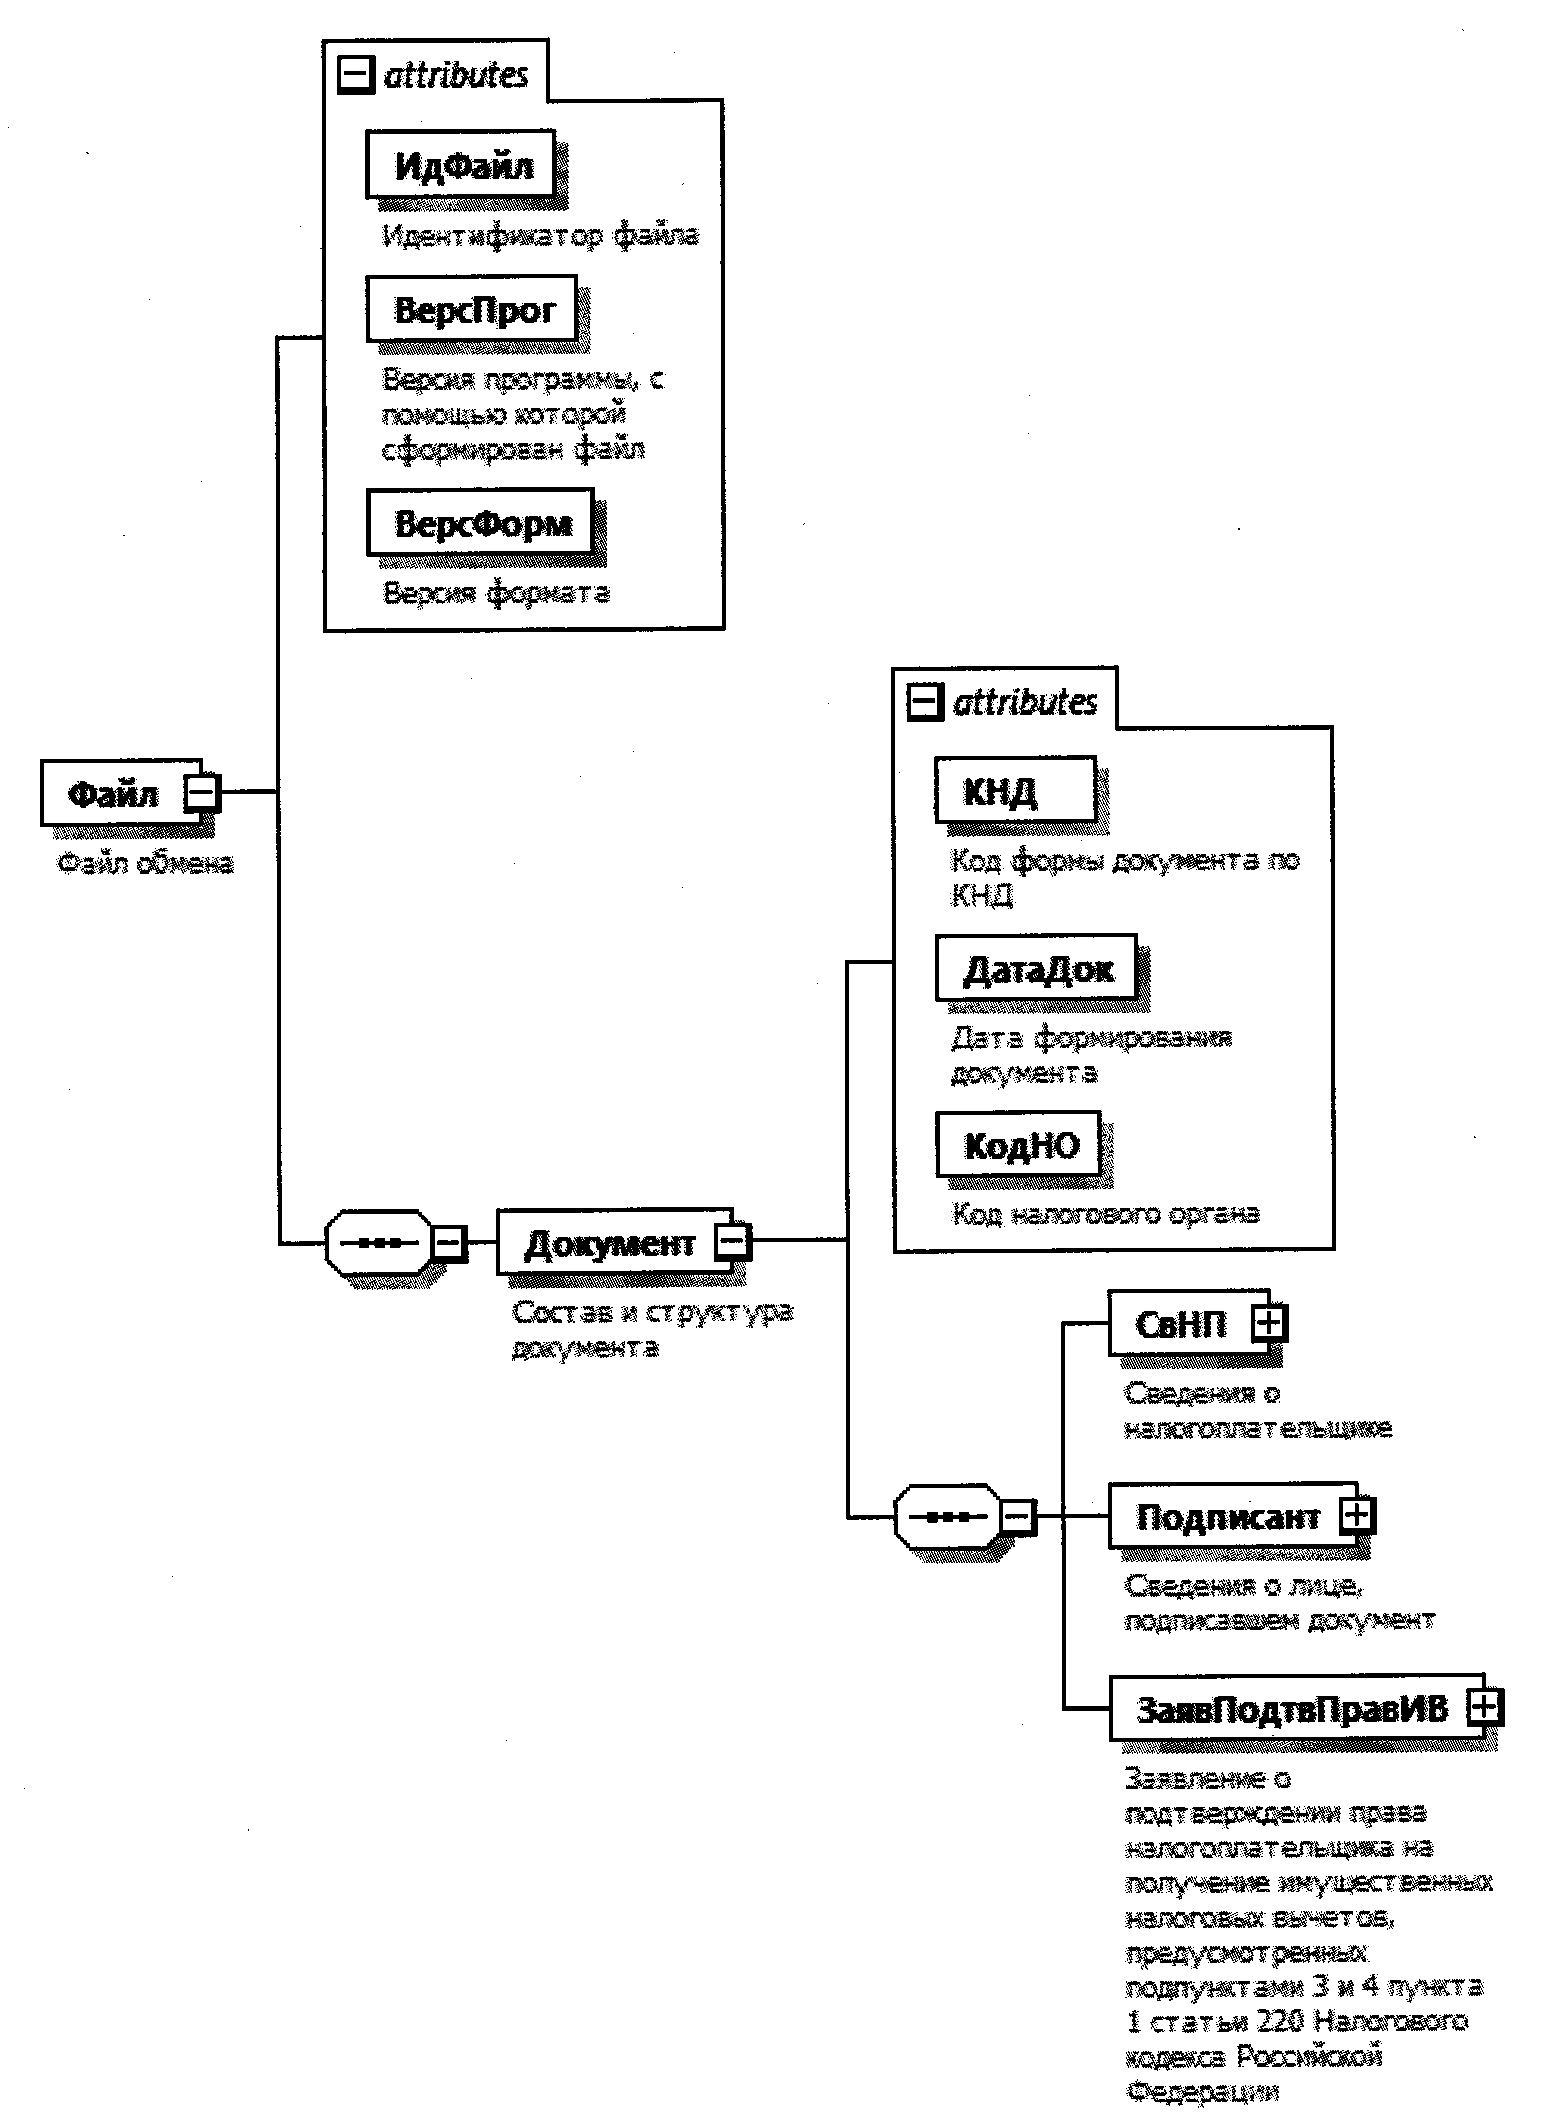 attributes
ИдФайл
Идентификатор файла
ВерсПрог
Версия программы, с
помощью которой
сформирован файл
ВерсФорм
Версия формата
Файл
Файл обмена
attributes
КНД
Код формы документа по
КНД
ДатаДок
Дата формирования
документа
КодНО
Код налогового органа
Документ
Состав и структура
документа
СвНП
Сведения о
налогоплательщике
Подписант
Сведения о лице,
подписавшем документ
ЗаявПодтвПравИВ
Заявление о
подтверждении права
налогоплательщика на
получение имущественных
налоговых вычетов,
предусмотренных
подпунктами 3 и 4 пункта
1 статьи 220 Налогового
кодекса Российской
Федерации